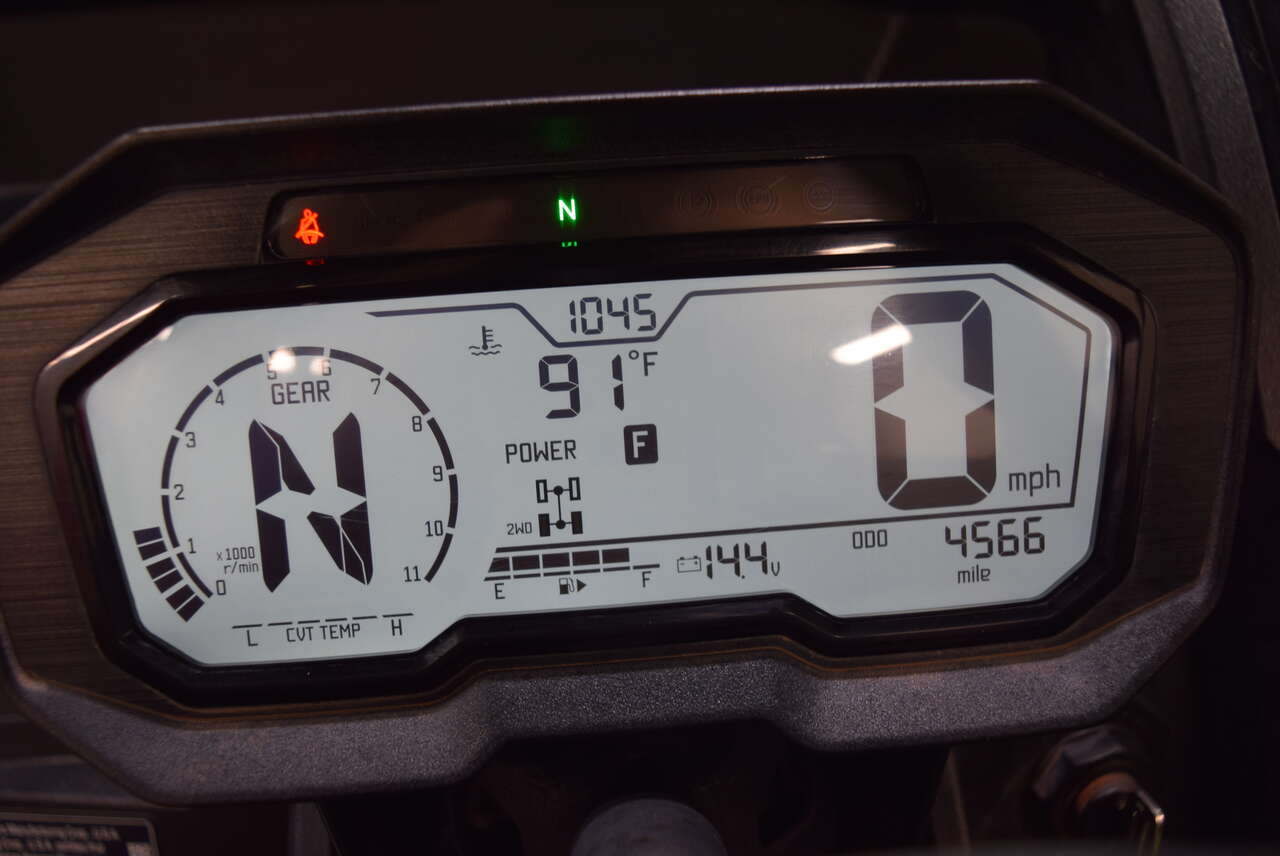 N
1045
91 °F
5 6
GEAR
4 7
3 8
N
2 9
1 10
0 11
x1000
r/min
POWER F
2WD
0 mph
ODO 4566
mile
E F
14.4 V
L CVT TEMP H